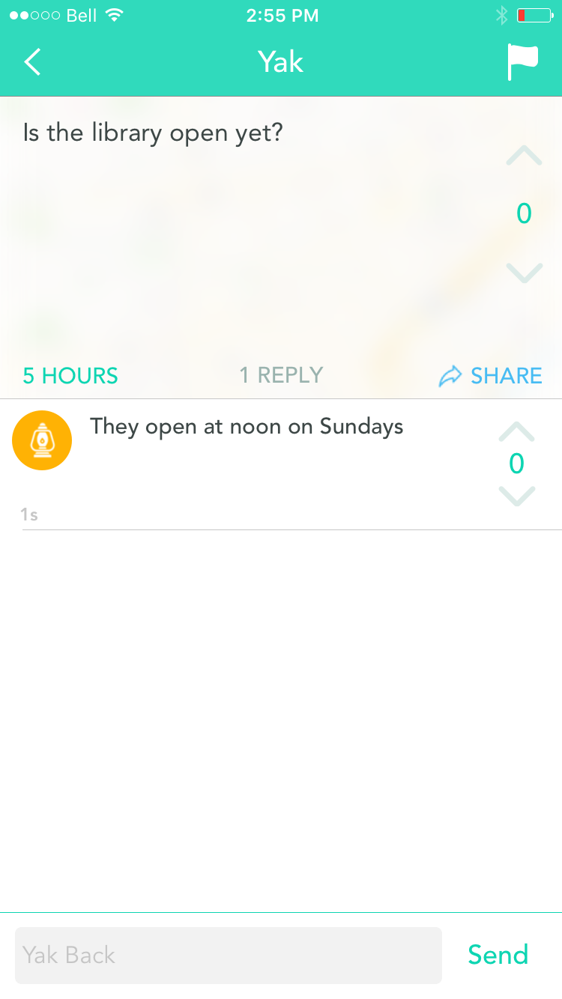 Bell 2:55 PM
Yak
Is the library open yet?
0
5 HOURS 1 REPLY SHARE
They open at noon on Sundays
0
1s
Yak Back Send